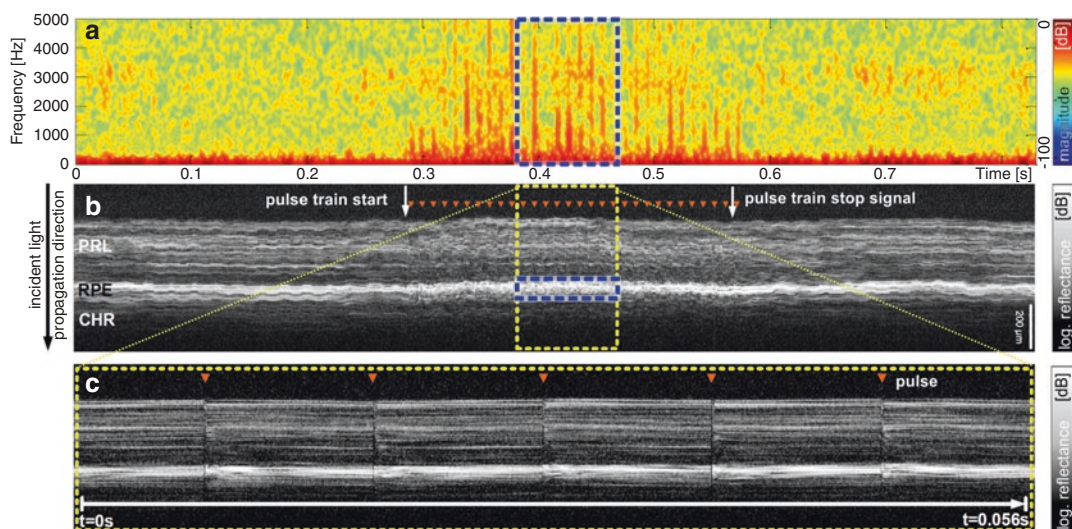 a
Frequency [Hz]
5000
4000
3000
2000
1000
0
0
0.1
0.2
0.3
0.4
0.5
0.6
0.7
Time [s]
0
[dB]
magnitude
-100
incident light
propagation direction
b
pulse train start
pulse train stop signal
PRL
RPE
CHR
200 µm
[dB]
log. reflectance
c
pulse
t=0s
t=0.056s
[dB]
log. reflectance